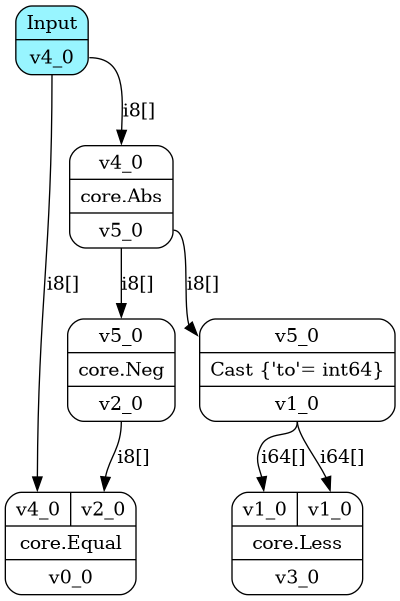 Input
v4_0
i8[]
v4_0
core.Abs
v5_0
i8[]
i8[]
i8[]
v5_0
core.Neg
v2_0
v5_0
Cast {'to'= int64}
v1_0
i8[]
i64[]
i64[]
v4_0
v2_0
core.Equal
v0_0
v1_0
v1_0
core.Less
v3_0